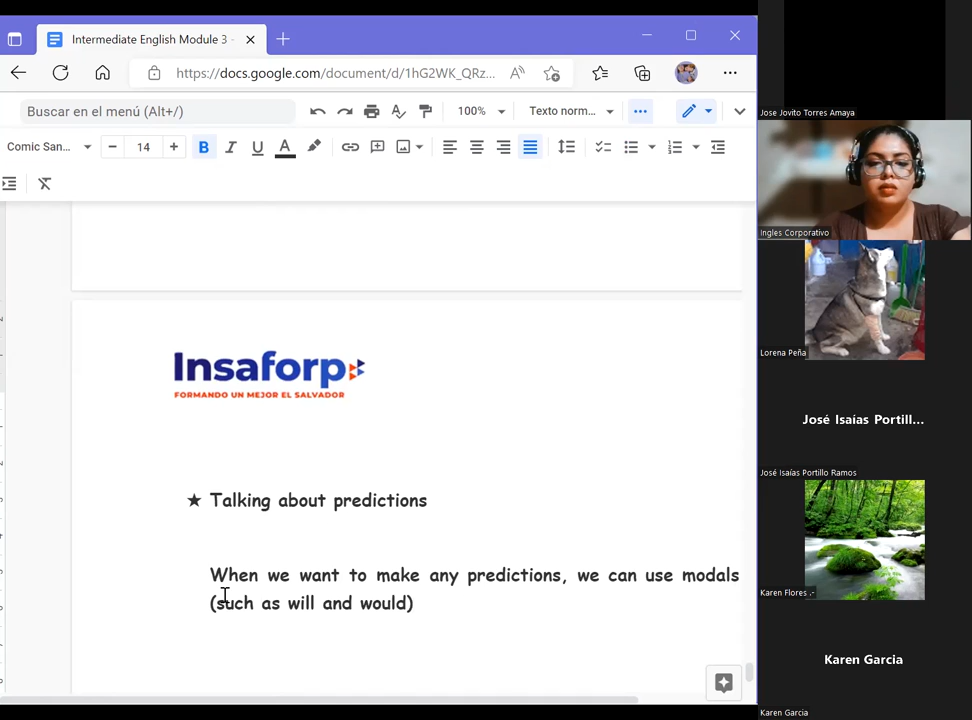 Intermediate English Module 3 -
https://docs.google.com/document/d/1hG2WK_QRz...
Buscar en el menú (Alt+/)
100%
Texto norm...
Comic San...
14
Insaforp
FORMANDO UN MEJOR EL SALVADOR
★ Talking about predictions
When we want to make any predictions, we can use modals
(such as will and would)
Jose Jovito Torres Amaya
Ingles Corporativo
Lorena Peña
José Isaías Portill...
José Isaías Portillo Ramos
Karen Flores .-
Karen Garcia
Karen Garcia